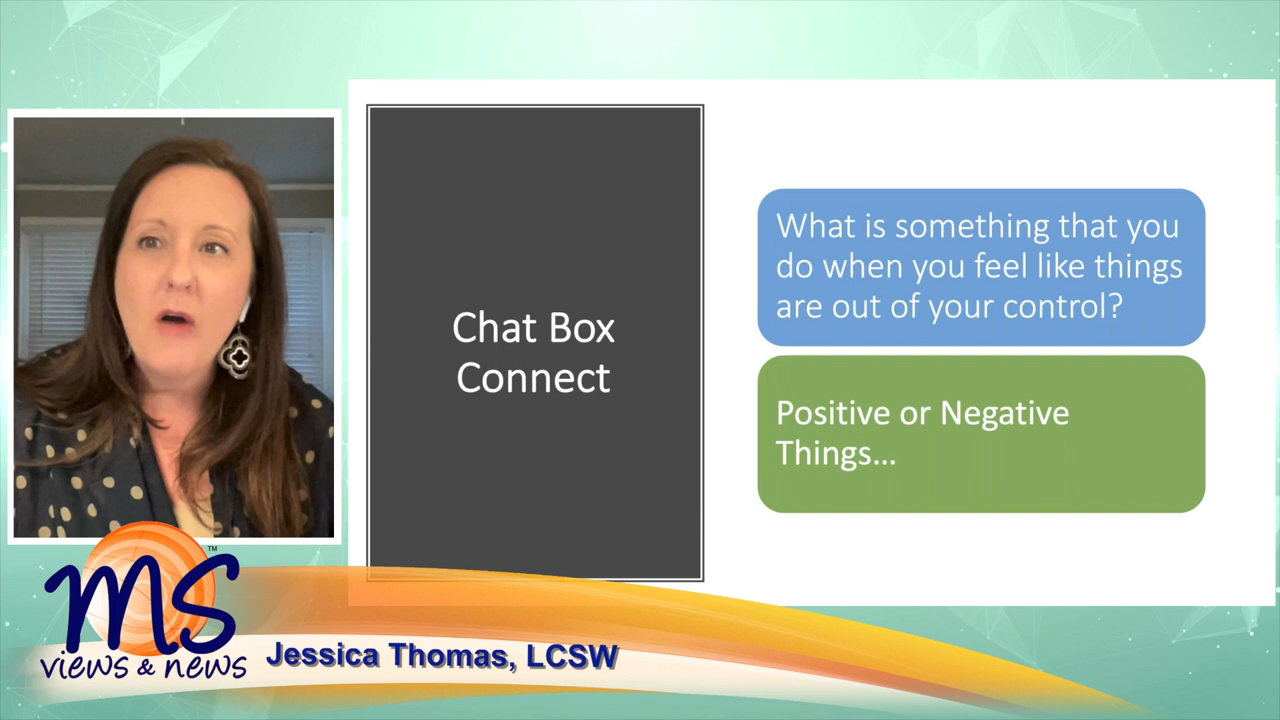 Chat Box
Connect
What is something that you
do when you feel like things
are out of your control?
Positive or Negative
Things...
MS
™
views & news
Jessica Thomas, LCSW